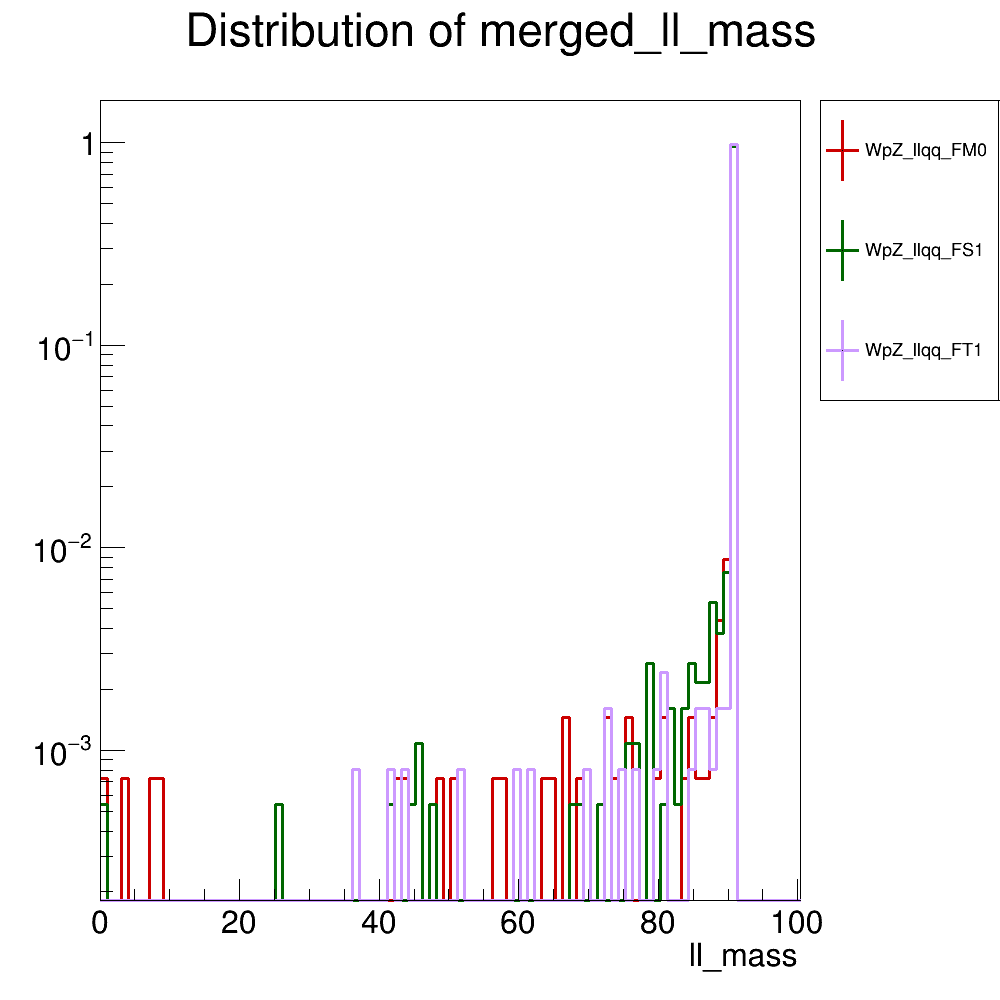 Distribution of merged_ll_mass
1
10−1
10−2
10−3
0 20 40 60 80 100
ll_mass
WpZ_llqq_FM0
WpZ_llqq_FS1
WpZ_llqq_FT1